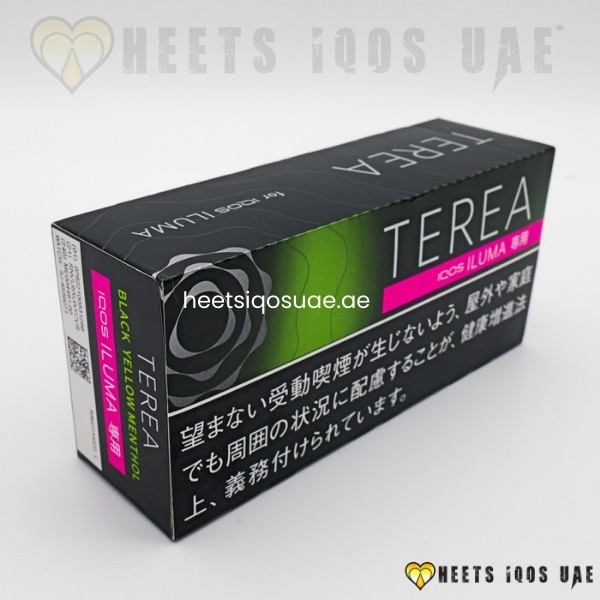 HEETS iQOS UAE
TEREA
for IQOS ILUMA
TEREA
IQOS ILUMA 専用
heetsiqosuae.ae
望まない受動喫煙が生じないよう、屋外や家庭
でも周囲の状況に配慮することが、健康増進法
上、義務付けられています。
TEREA
BLACK YELLOW MENTHOL
IQOS ILUMA 専用
HEETS iQOS UAE